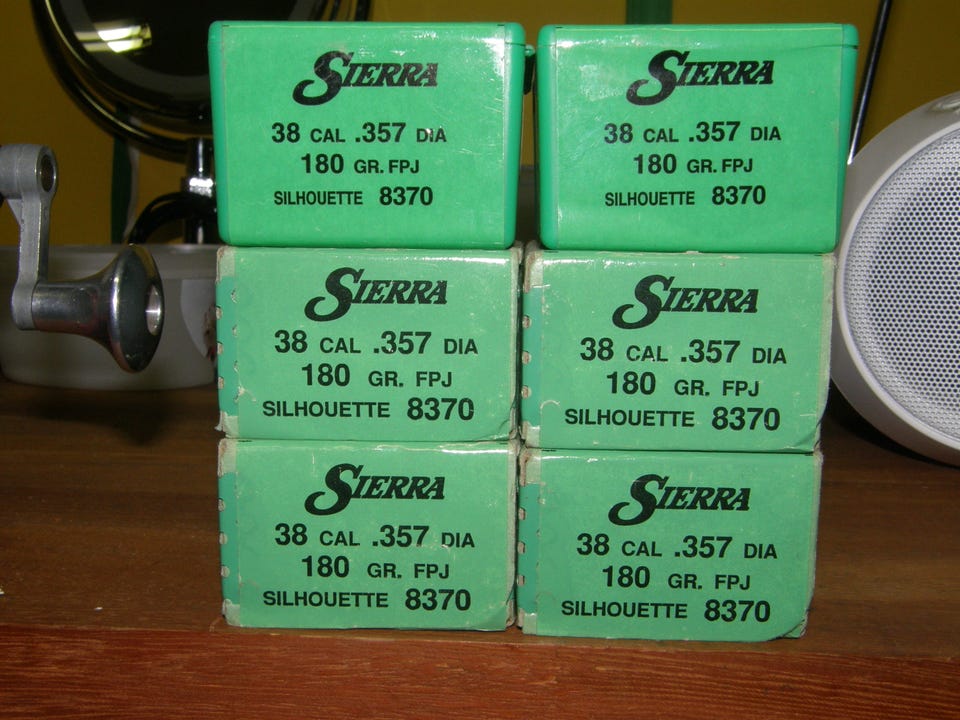 SIERRA
38 CAL .357 DIA
180 GR. FPJ
SILHOUETTE 8370
SIERRA
38 CAL .357 DIA
180 GR. FPJ
SILHOUETTE 8370
SIERRA
38 CAL .357 DIA
180 GR. FPJ
SILHOUETTE 8370
SIERRA
38 CAL .357 DIA
180 GR. FPJ
SILHOUETTE 8370
SIERRA
38 CAL .357 DIA
180 GR. FPJ
SILHOUETTE 8370
SIERRA
38 CAL .357 DIA
180 GR. FPJ
SILHOUETTE 8370